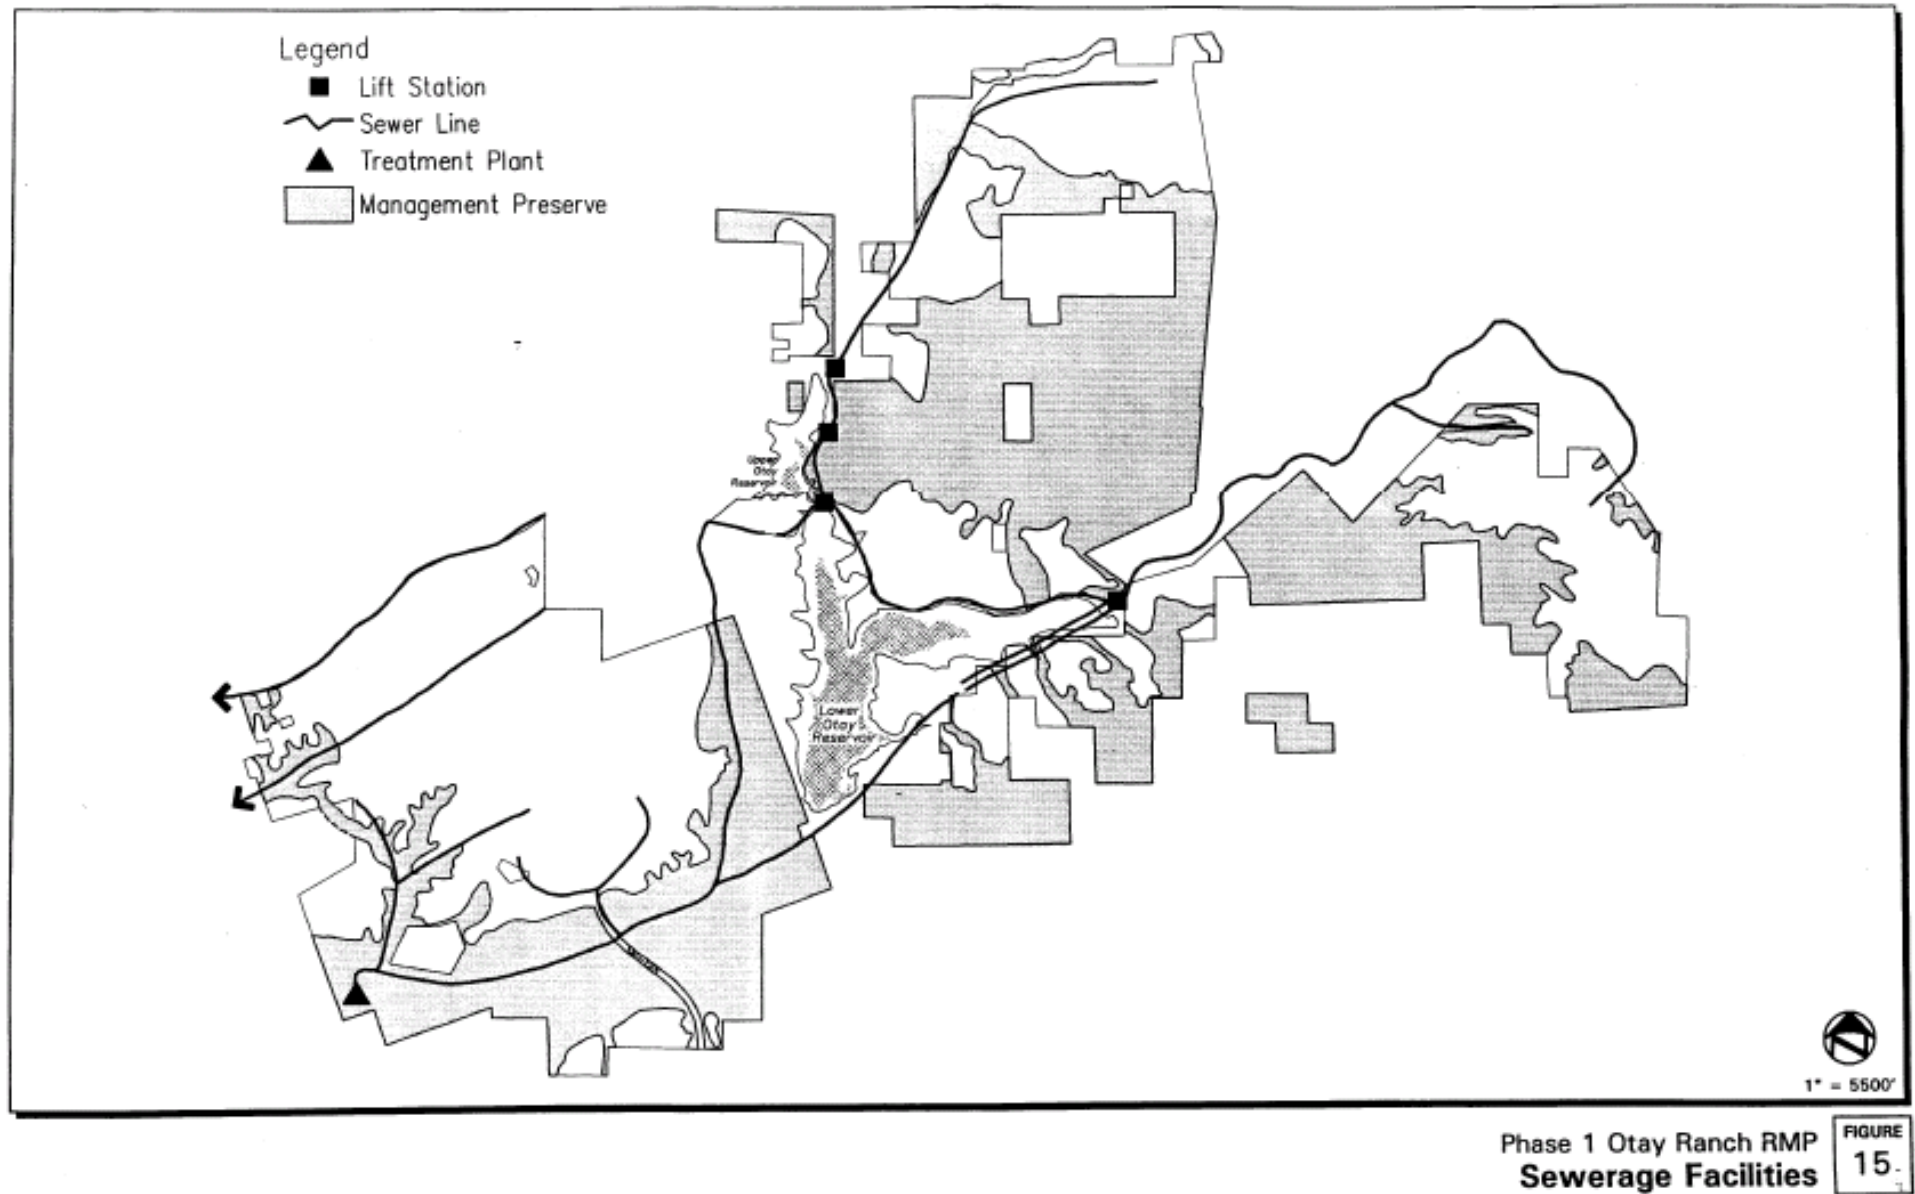 Legend
Lift Station
Sewer Line
Treatment Plant
Management Preserve
Upper
Otay
Reservoir
Lower
Otay
Reservoir
1" = 5500'
Phase 1 Otay Ranch RMP
Sewerage Facilities
FIGURE
15